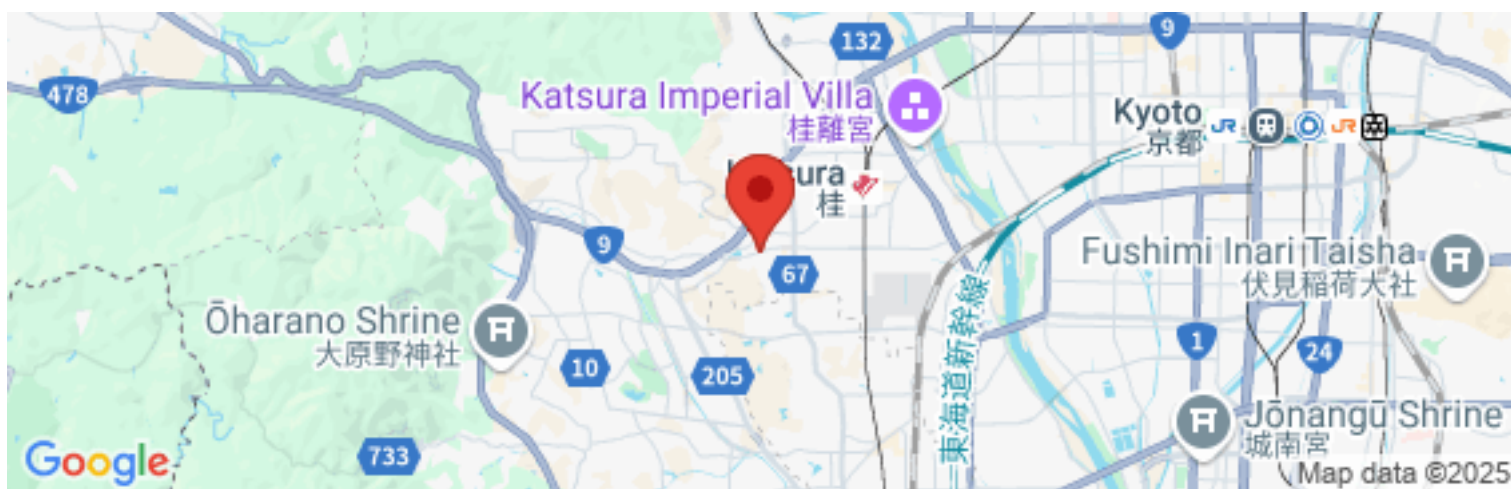 132
9
478
Katsura Imperial Villa
桂離宮
Kyoto
京都
JR
JR
sura
桂
9
67
Fushimi Inari Taisha
伏見稲荷大社
Ōharano Shrine
大原野神社
東海道新幹線
1
24
10
205
Jōnangū Shrine
城南宮
733
Google
Map data ©2025